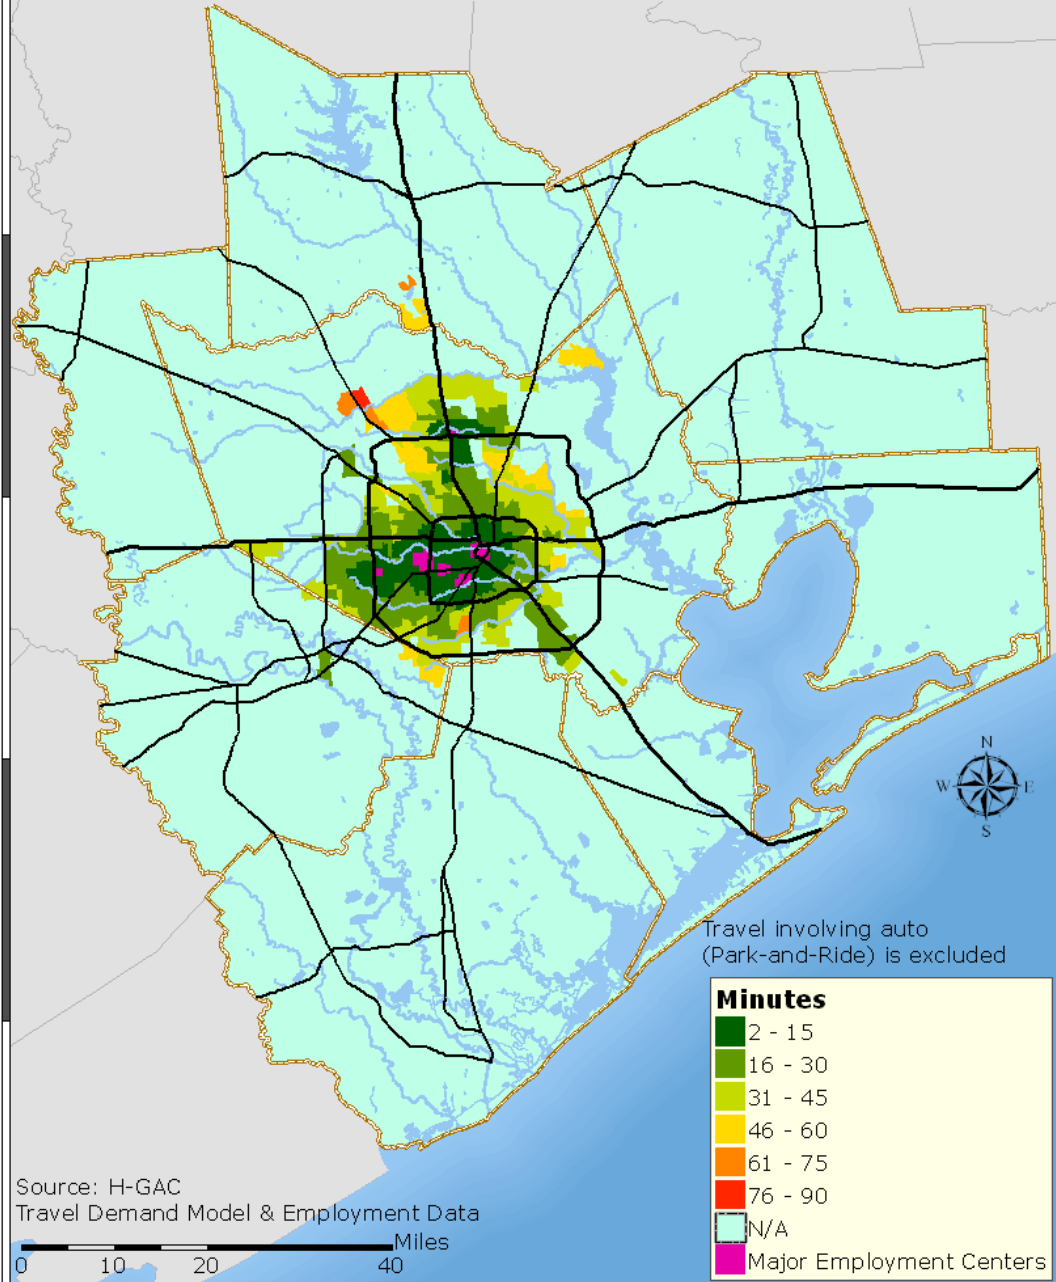 N
W E
S
Travel involving auto
(Park-and-Ride) is excluded
Minutes
2 - 15
16 - 30
31 - 45
46 - 60
61 - 75
76 - 90
N/A
Major Employment Centers
Source: H-GAC
Travel Demand Model & Employment Data
Miles
0 10 20 40